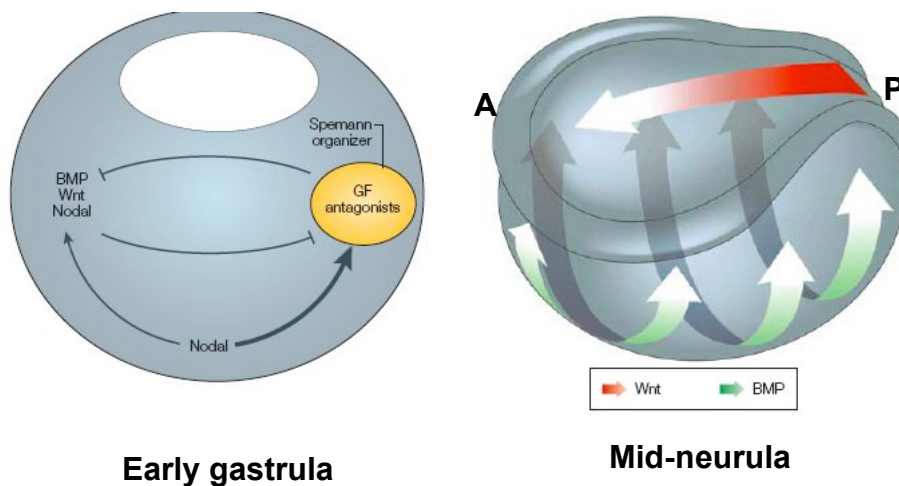 Spemann
organizer
BMP
Wnt
Nodal
GF
antagonists
Nodal
Early gastrula
A
P
Wnt
BMP
Mid-neurula